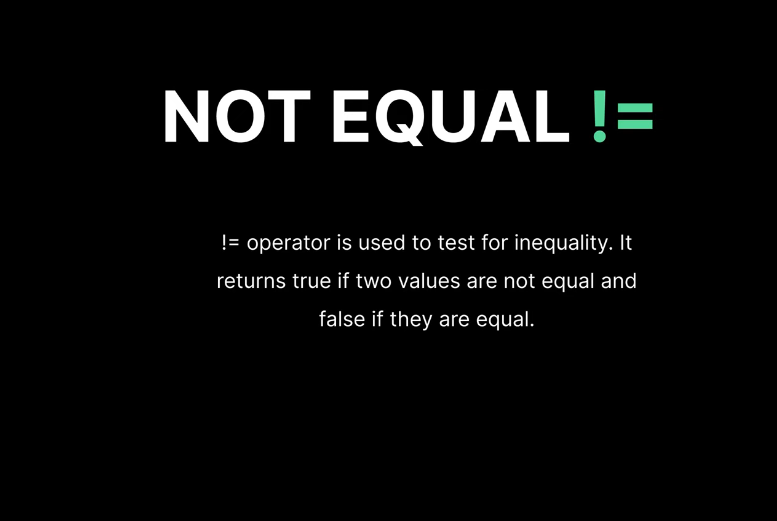 NOT EQUAL !=
!= operator is used to test for inequality. It
returns true if two values are not equal and
false if they are equal.